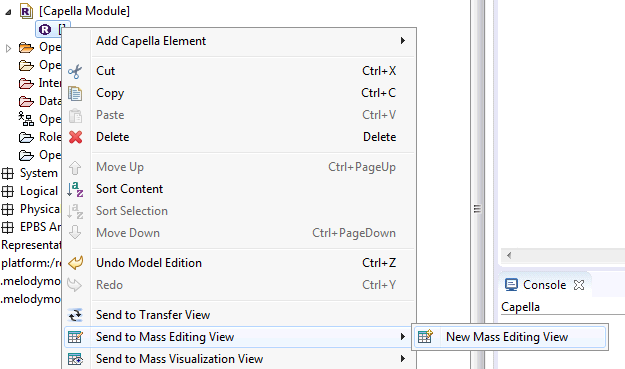 [Capella Module]
[]
Ope
Ope
Inter
Data
Ope
Role
Ope
System
Logical
Physica
EPBS Ar
Representat
platform:/re
.melodymo
.melodymo
Add Capella Element
Cut Ctrl+X
Copy Ctrl+C
Paste Ctrl+V
Delete Delete
Move Up Ctrl+PageUp
Sort Content
Sort Selection
Move Down Ctrl+PageDown
Undo Model Edition Ctrl+Z
Redo Ctrl+Y
Send to Transfer View
Send to Mass Editing View
Send to Mass Visualization View
New Mass Editing View
Console
Capella